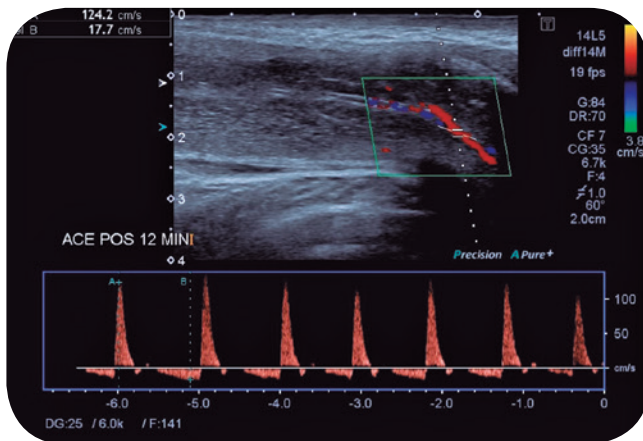 124.2 cm/s
B 17.7 cm/s
T
14L5
diff14M
19 fps
G:84
DR:70
CF 7
CG:35
6.7k
F:4
1.0
60°
2.0cm
3.8
cm/s
0
1
2
3
4
ACE POS 12 MINI
Precision A Pure+
A B
100
50
cm/s
-6.0 -5.0 -4.0 -3.0 -2.0 -1.0 0
DG:25 / 6.0k / F:141